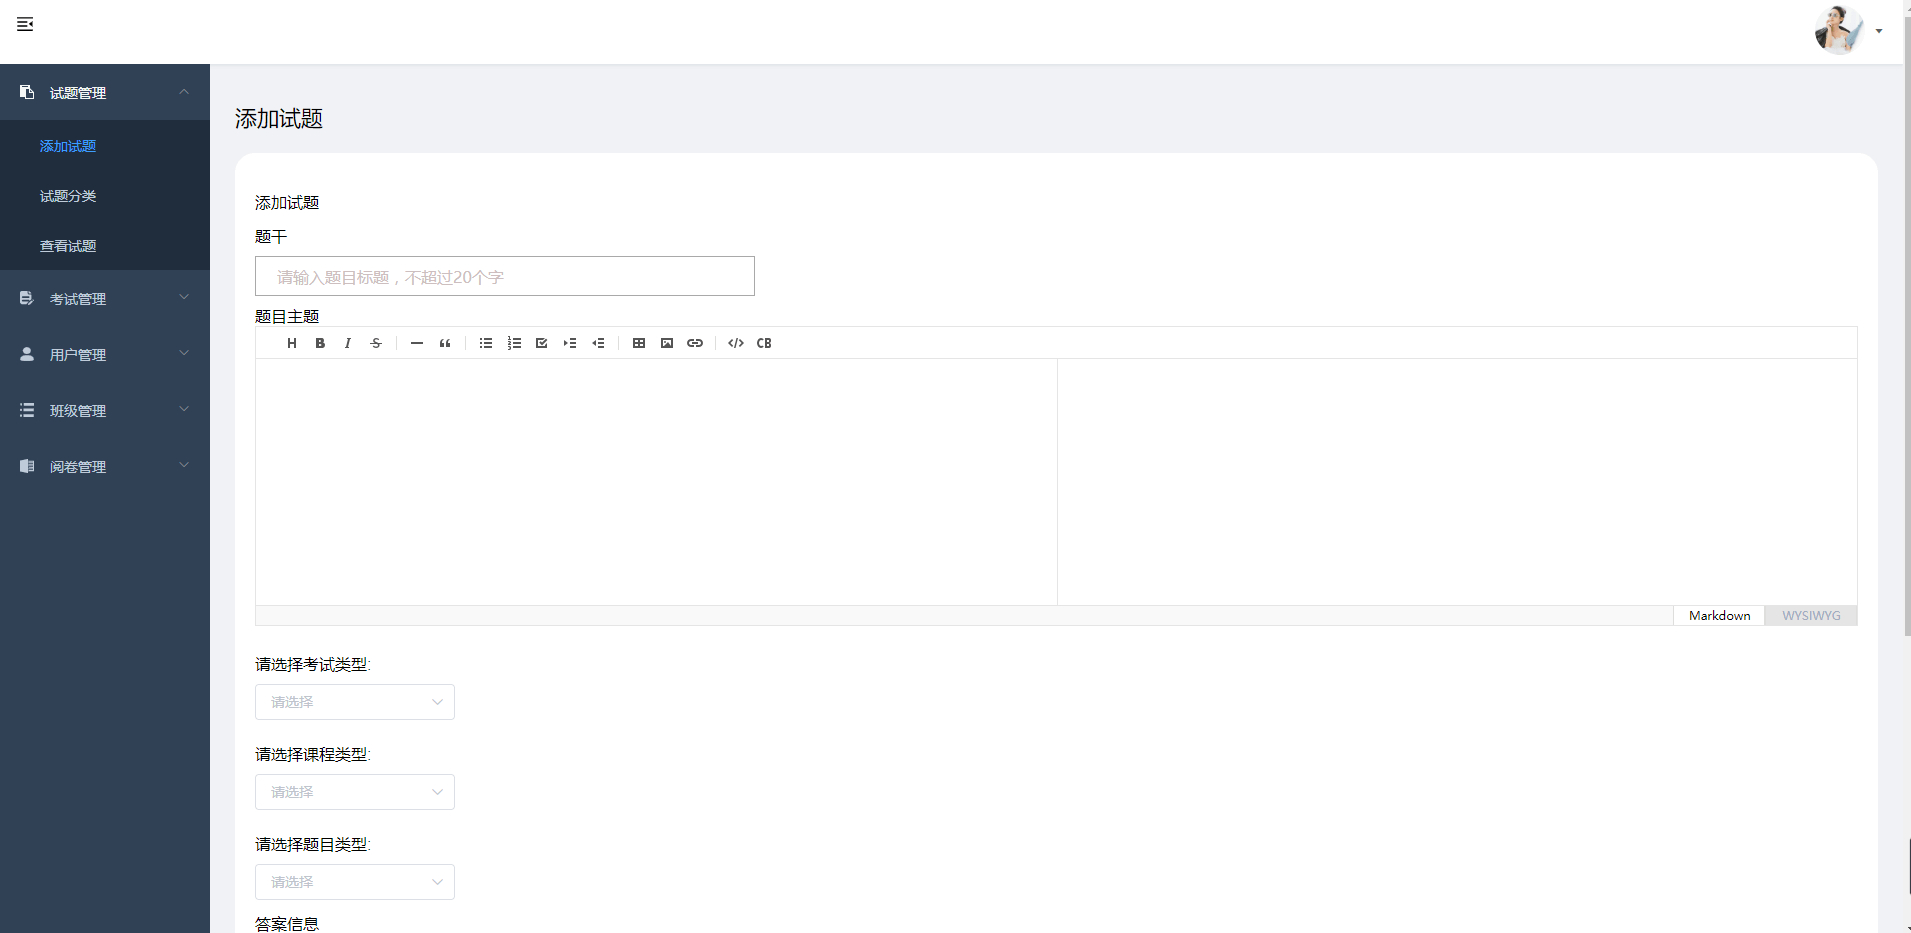 试题管理
添加试题
试题分类
查看试题
考试管理
用户管理
班级管理
阅卷管理
添加试题
添加试题
题干
请输入题目标题，不超过20个字
题目主题
H B I S “ </> CB
Markdown WYSIWYG
请选择考试类型:
请选择
请选择课程类型:
请选择
请选择题目类型:
请选择
答案信息